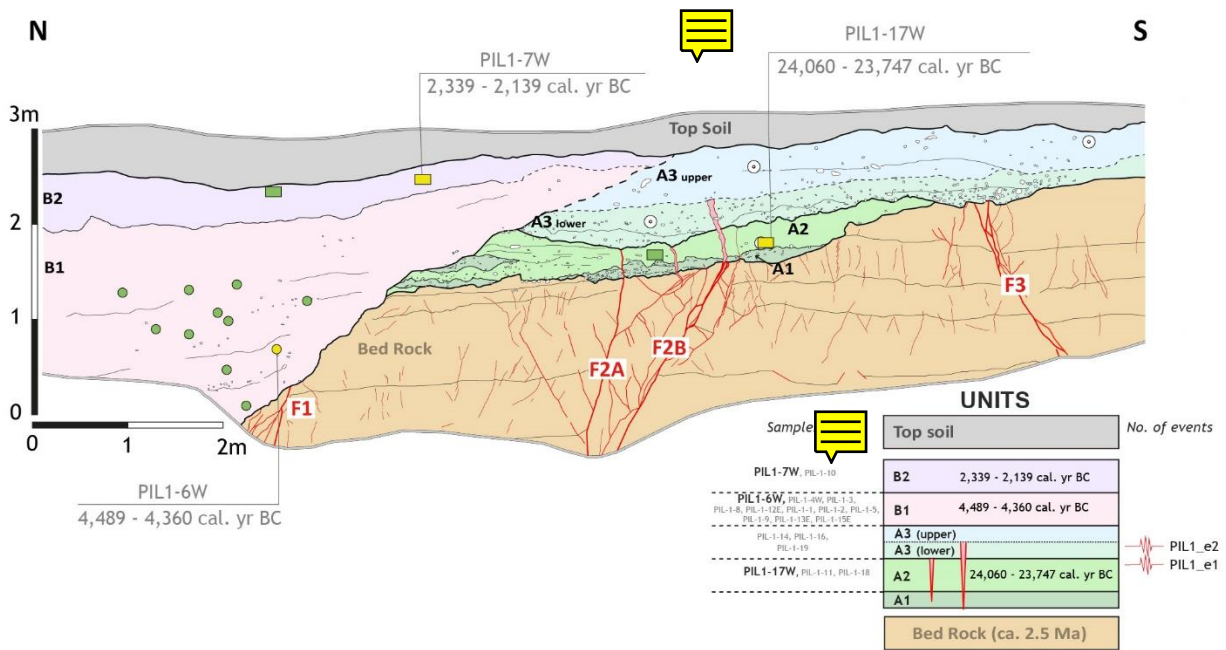 N
S
PIL1-7W
2,339 - 2,139 cal. yr BC
PIL1-17W
24,060 - 23,747 cal. yr BC
3m
Top Soil
B2
A3 upper
2
A3 lower
A2
B1
A1
F3
1
Bed Rock
F2B
F2A
F1
0
0
1
2m
PIL1-6W
4,489 - 4,360 cal. yr BC
UNITS
Sample
No. of events
Top soil
PIL1-7W, PIL-1-10
B2
2,339 - 2,139 cal. yr BC
PIL1-6W, PIL-1-4W, PIL-1-3,
PIL-1-8, PIL-1-12E, PIL-1-1, PIL-1-2, PIL-1-5,
PIL-1-9, PIL-1-13E, PIL-1-15E
B1
4,489 - 4,360 cal. yr BC
PIL-1-14, PIL-1-16,
PIL-1-19
A3 (upper)
A3 (lower)
PIL1_e2
PIL1_e1
PIL1-17W, PIL-1-11, PIL-1-18
A2
24,060 - 23,747 cal. yr BC
A1
Bed Rock (ca. 2.5 Ma)